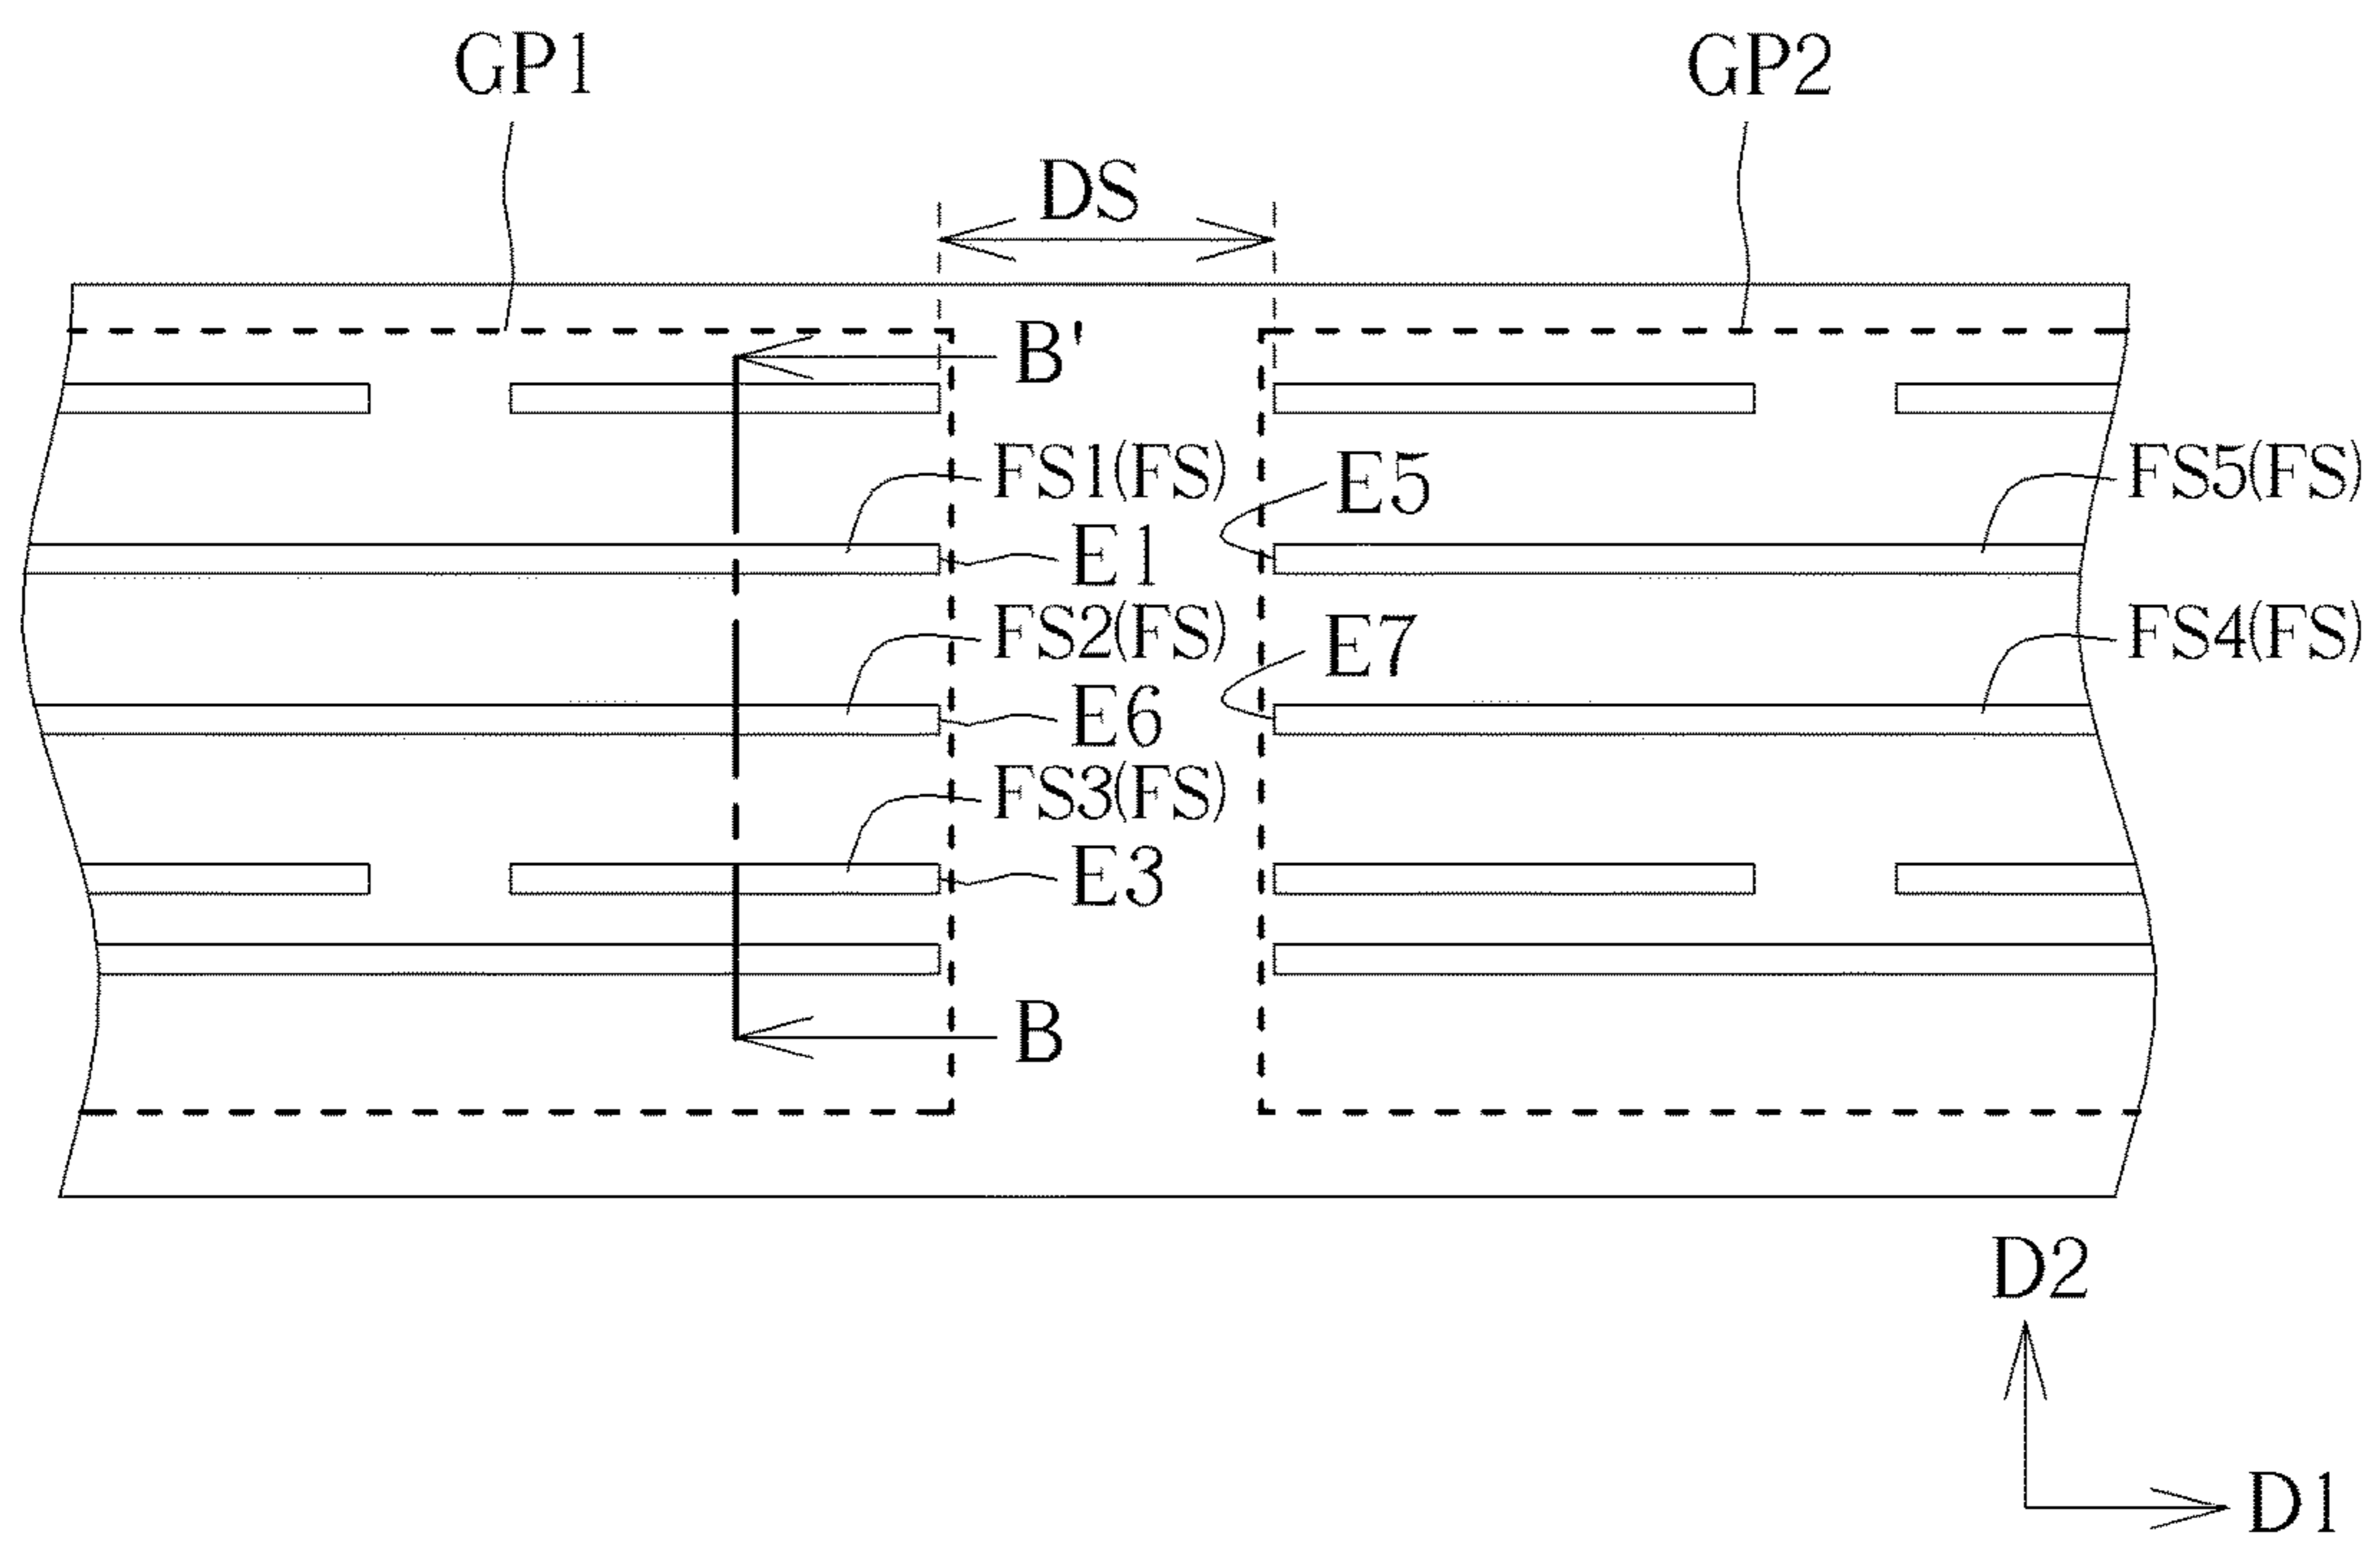 GP1
GP2
DS
B'
FS1(FS)
E5
FS5(FS)
E1
FS2(FS)
E7
FS4(FS)
E6
FS3(FS)
E3
B
D2
D1